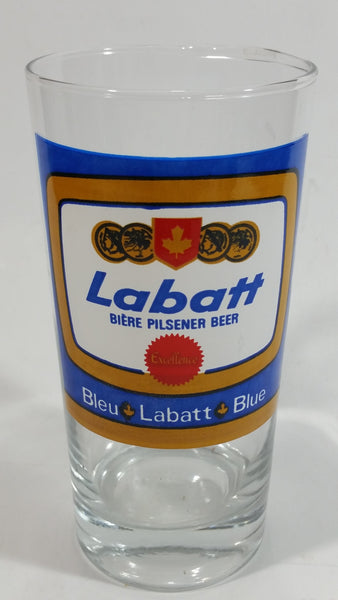 Labatt
BIÈRE PILSENER BEER
Excellence
Bleu Labatt Blue